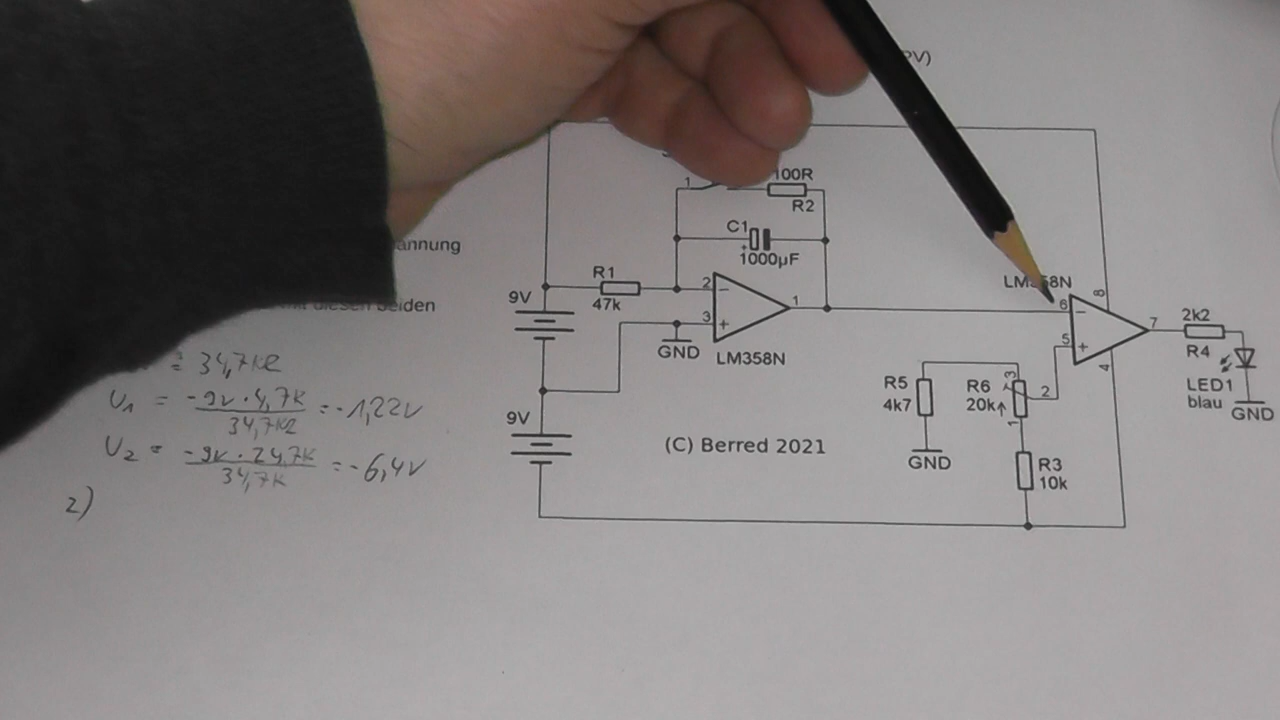 PV)
annung
mit diesen beiden
= 34,7kΩ
U1 = -9V·4,7k / 34,7kΩ = -1,22V
U2 = -9V·24,7k / 34,7k = -6,4V
2)
1
100R
R2
C1
+
1000µF
R1
47k
2
−
3
+
1
GND
LM358N
9V
9V
LM358N
6
−
5
+
8
4
7
2k2
R4
LED1
blau
GND
R5
4k7
GND
R6
20k
3
2
1
R3
10k
(C) Berred 2021